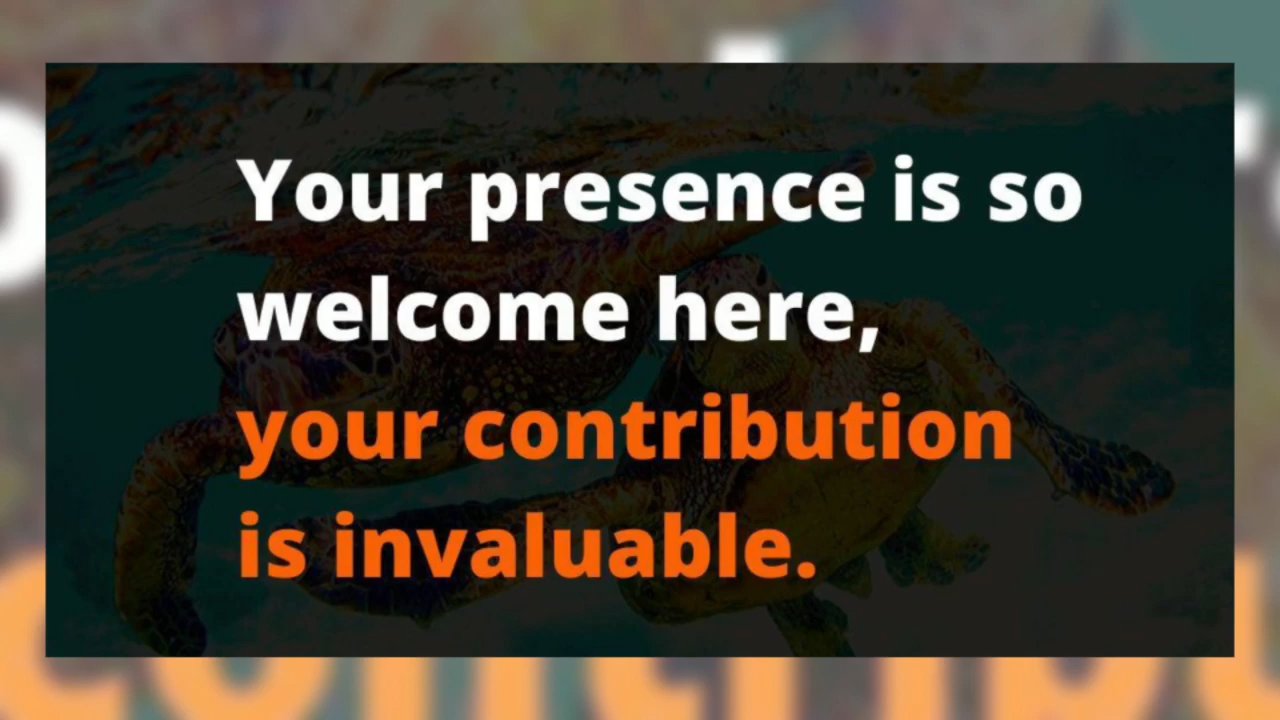 Your presence is so
welcome here,
your contribution
is invaluable.